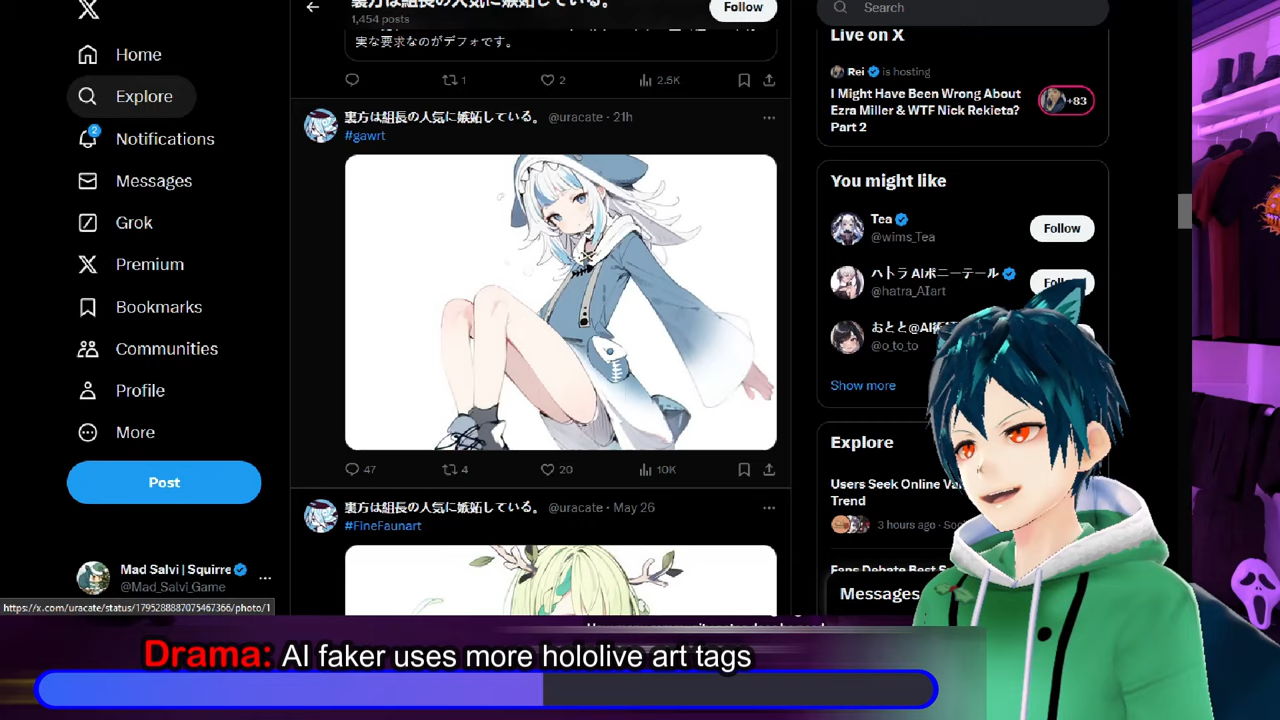 Home
Explore
2
Notifications
Messages
Grok
Premium
Bookmarks
Communities
Profile
More
Post
Mad Salvi | Squirre
@Mad_Salvi_Game
https://x.com/uracate/status/1795288887075467366/photo/1
裏方は組長の人気に嫉妬している。
1,454 posts
Follow
実な要求なのがデフォです。
1
2
2.5K
裏方は組長の人気に嫉妬している。 @uracate · 21h
#gawrt
47
4
20
10K
裏方は組長の人気に嫉妬している。 @uracate · May 26
#FineFaunart
Search
Live on X
Rei is hosting
I Might Have Been Wrong About
Ezra Miller & WTF Nick Rekieta?
Part 2
+83
You might like
Tea
@wims_Tea
Follow
ハトラ AIポニーテール
@hatra_AIart
おとと@AI
@o_to_to
Show more
Explore
Users Seek Online
Trend
3 hours ago
Messages
Drama: AI faker uses more hololive art tags